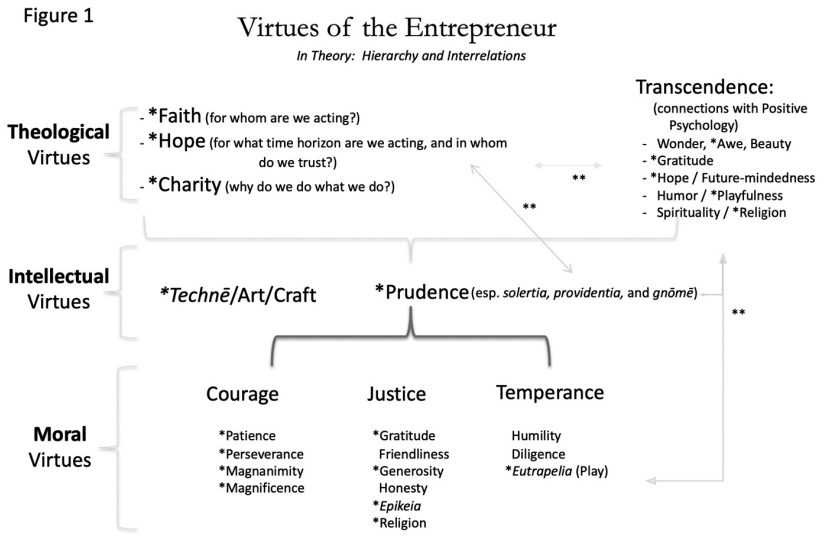 Figure 1
Virtues of the Entrepreneur
In Theory: Hierarchy and Interrelations
Theological
Virtues
- *Faith (for whom are we acting?)
- *Hope (for what time horizon are we acting, and in whom
do we trust?)
- *Charity (why do we do what we do?)
**
**
Transcendence:
(connections with Positive
Psychology)
- Wonder, *Awe, Beauty
- *Gratitude
- *Hope / Future-mindedness
- Humor / *Playfulness
- Spirituality / *Religion
Intellectual
Virtues
*Technē/Art/Craft
*Prudence (esp. solertia, providentia, and gnōmē)
**
Moral
Virtues
Courage
*Patience
*Perseverance
*Magnanimity
*Magnificence
Justice
*Gratitude
Friendliness
*Generosity
Honesty
*Epikeia
*Religion
Temperance
Humility
Diligence
*Eutrapelia (Play)